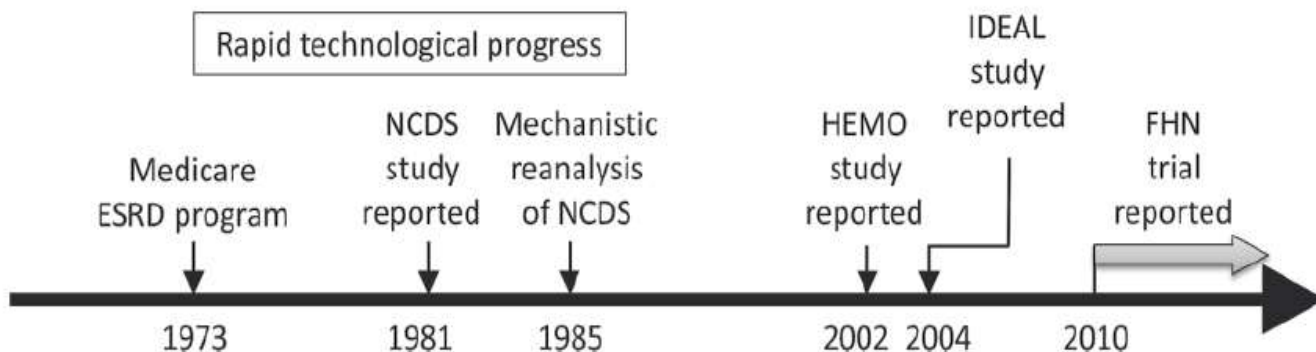 Rapid technological progress
Medicare
ESRD program
NCDS
study
reported
Mechanistic
reanalysis
of NCDS
HEMO
study
reported
IDEAL
study
reported
FHN
trial
reported
1973
1981
1985
2002
2004
2010